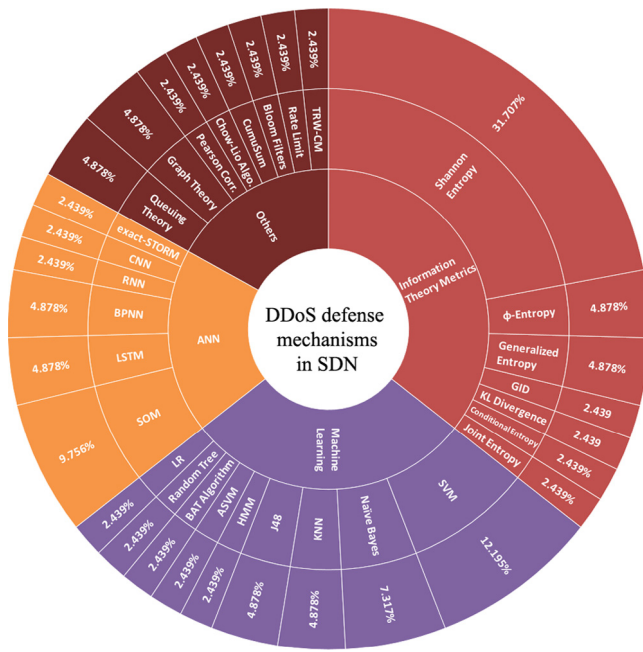 DDoS defense
mechanisms
in SDN
Information
Theory Metrics
Shannon
Entropy
31.707%
ϕ-Entropy
4.878%
Generalized
Entropy
4.878%
GID
2.439
KL Divergence
2.439
Conditional Entropy
2.439%
Joint Entropy
2.439%
Machine
Learning
SVM
12.195%
Naïve Bayes
7.317%
KNN
4.878%
J48
4.878%
HMM
2.439%
ASVM
2.439%
BAT Algorithm
2.439%
Random Tree
2.439%
LR
2.439%
ANN
SOM
9.756%
LSTM
4.878%
BPNN
4.878%
RNN
2.439%
CNN
2.439%
exact-STORM
2.439%
Others
Queuing
Theory
4.878%
Graph Theory
4.878%
Pearson Corr.
2.439%
Chow-Lio Algo.
2.439%
CumuSum
2.439%
Bloom Filters
2.439%
Rate Limit
2.439%
TRW-CM
2.439%